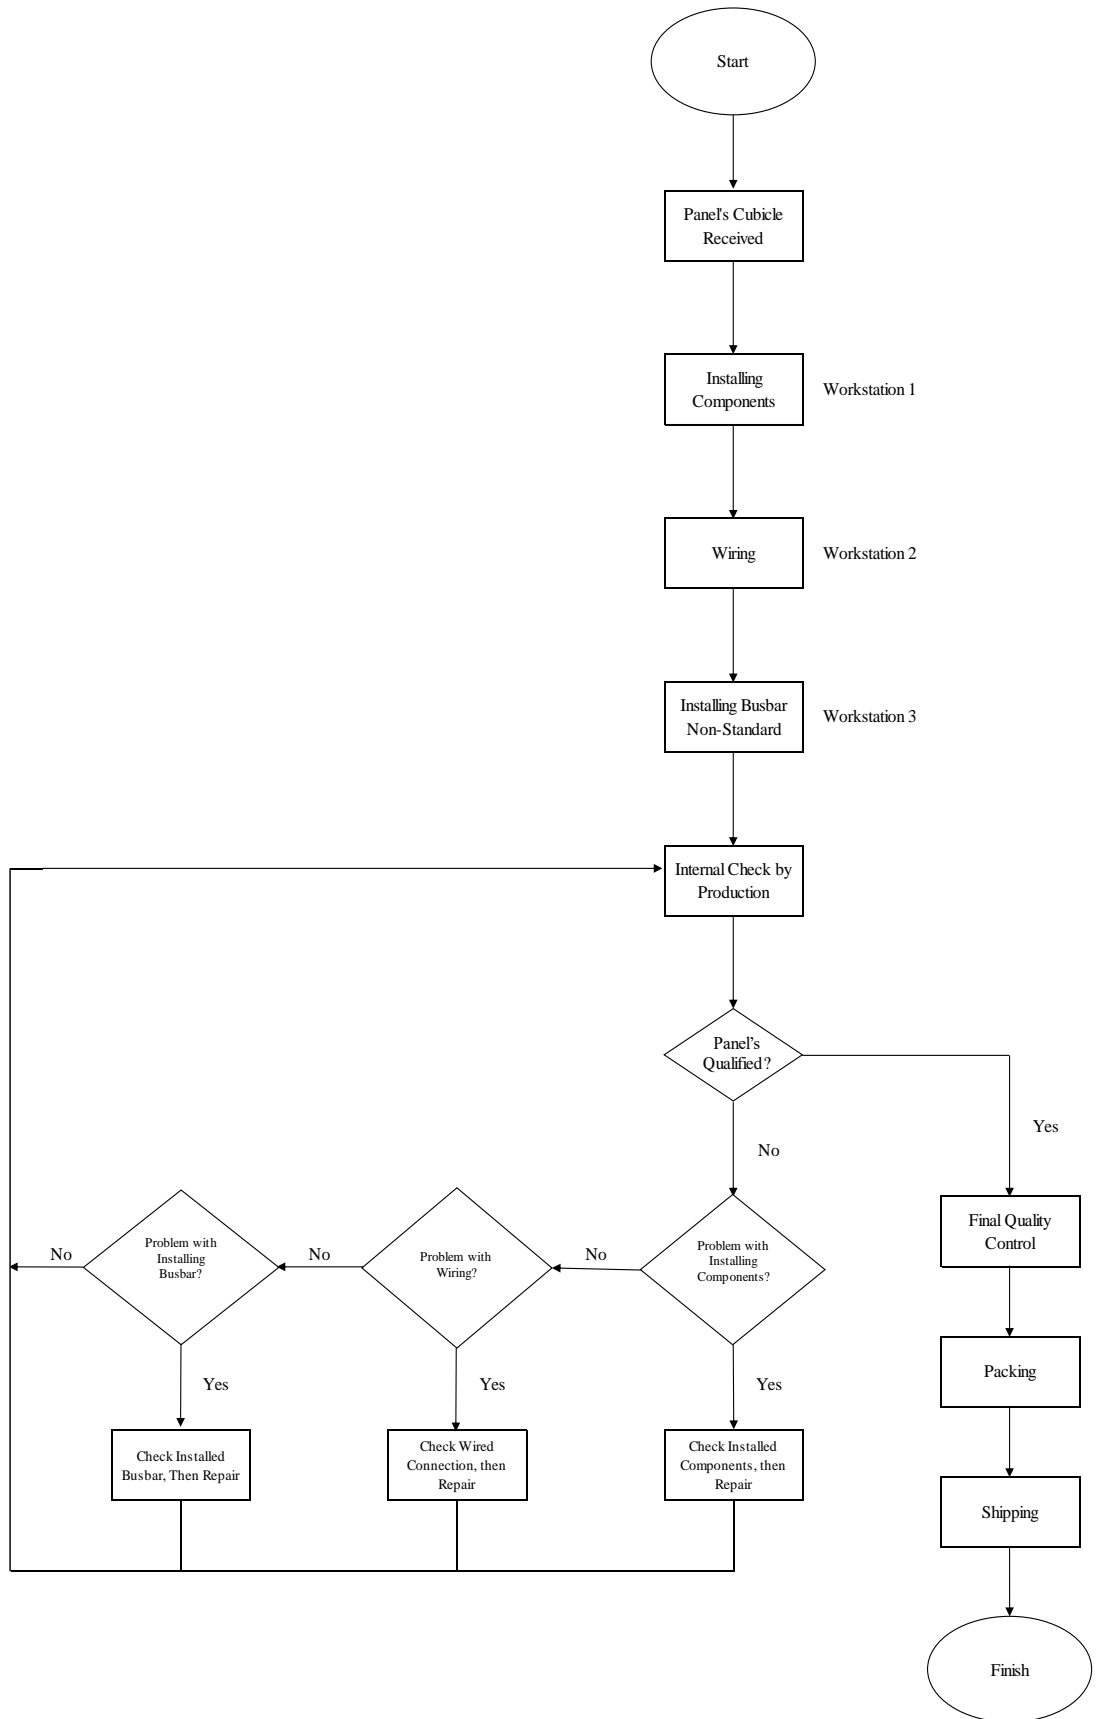 Start
Panel's Cubicle
Received
Installing
Components
Workstation 1
Wiring
Workstation 2
Installing Busbar
Non-Standard
Workstation 3
Internal Check by
Production
Panel's
Qualified?
Yes
No
Problem with
Installing
Busbar?
No
Problem with
Wiring?
No
Problem with
Installing
Components?
No
Final Quality
Control
Yes
Yes
Yes
Packing
Check Installed
Busbar, Then Repair
Check Wired
Connection, then
Repair
Check Installed
Components, then
Repair
Shipping
Finish